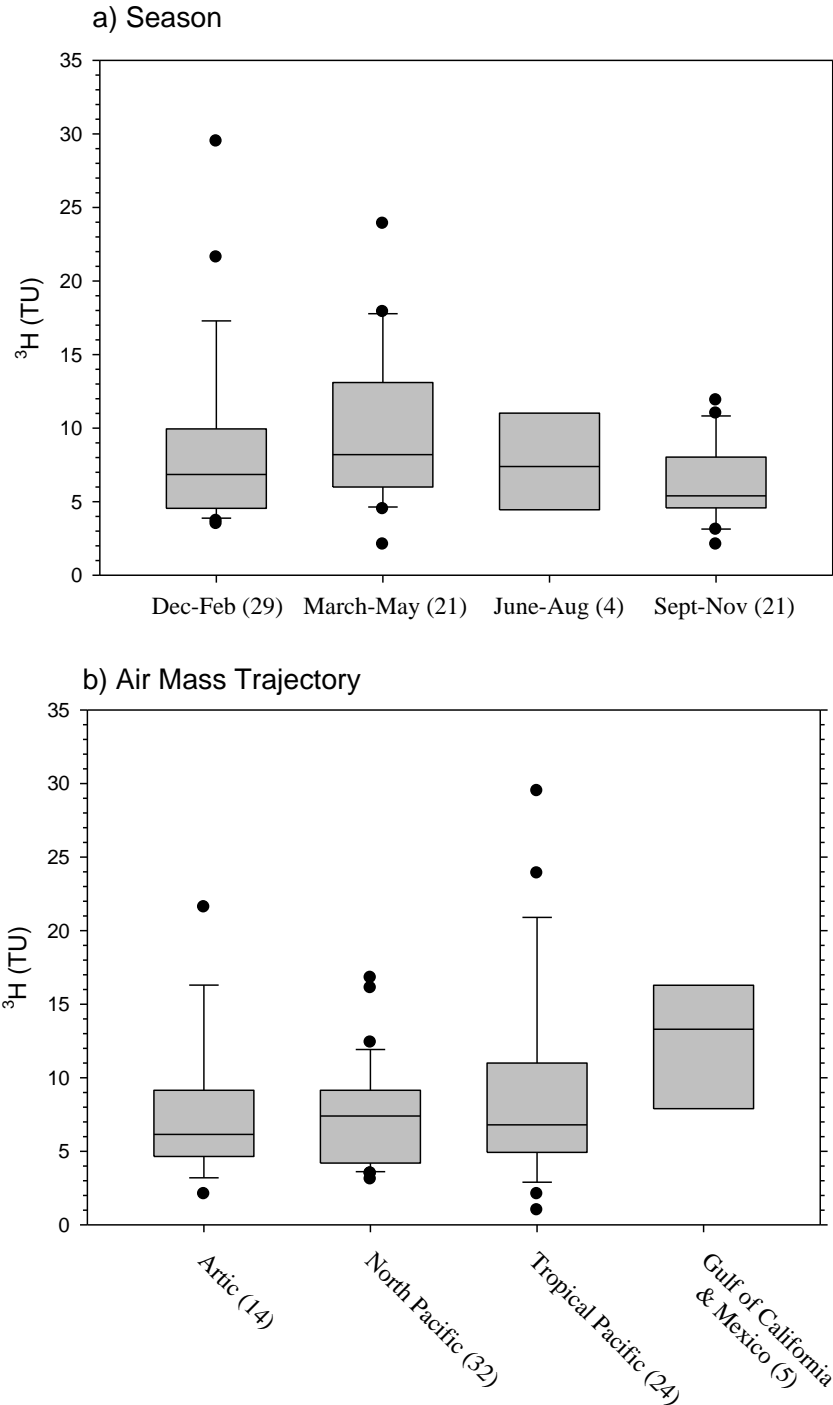 a) Season
35
30
25
20
15
10
5
0
³H (TU)
Dec-Feb (29) March-May (21) June-Aug (4) Sept-Nov (21)
b) Air Mass Trajectory
35
30
25
20
15
10
5
0
³H (TU)
Artic (14)
North Pacific (32)
Tropical Pacific (24)
Gulf of California
& Mexico (5)